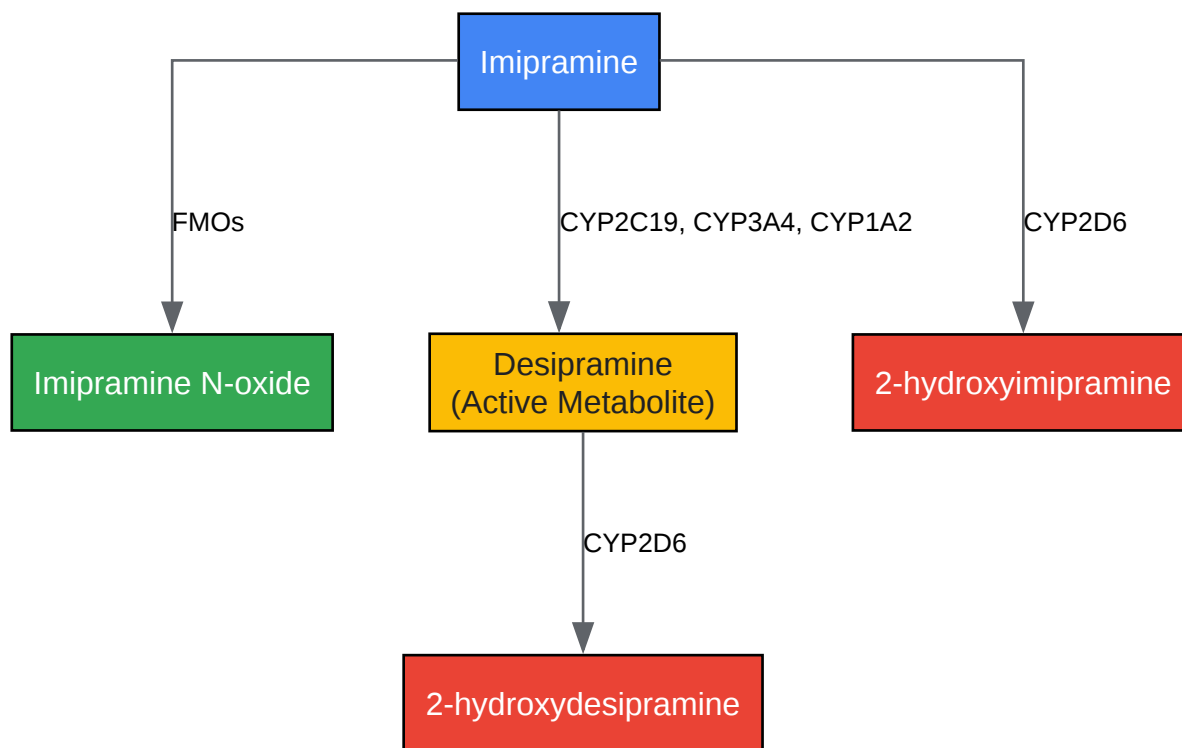 Imipramine
FMOs
CYP2C19, CYP3A4, CYP1A2
CYP2D6
Imipramine N-oxide
Desipramine
(Active Metabolite)
2-hydroxyimipramine
CYP2D6
2-hydroxydesipramine